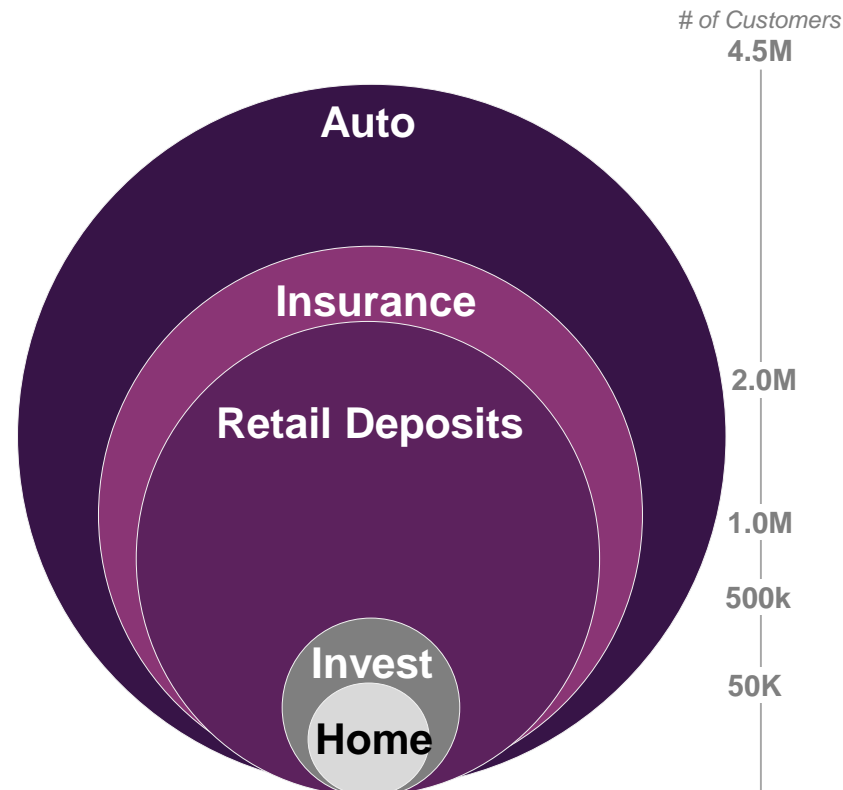 # of Customers
4.5M
Auto
Insurance
2.0M
Retail Deposits
1.0M
500k
Invest
50K
Home